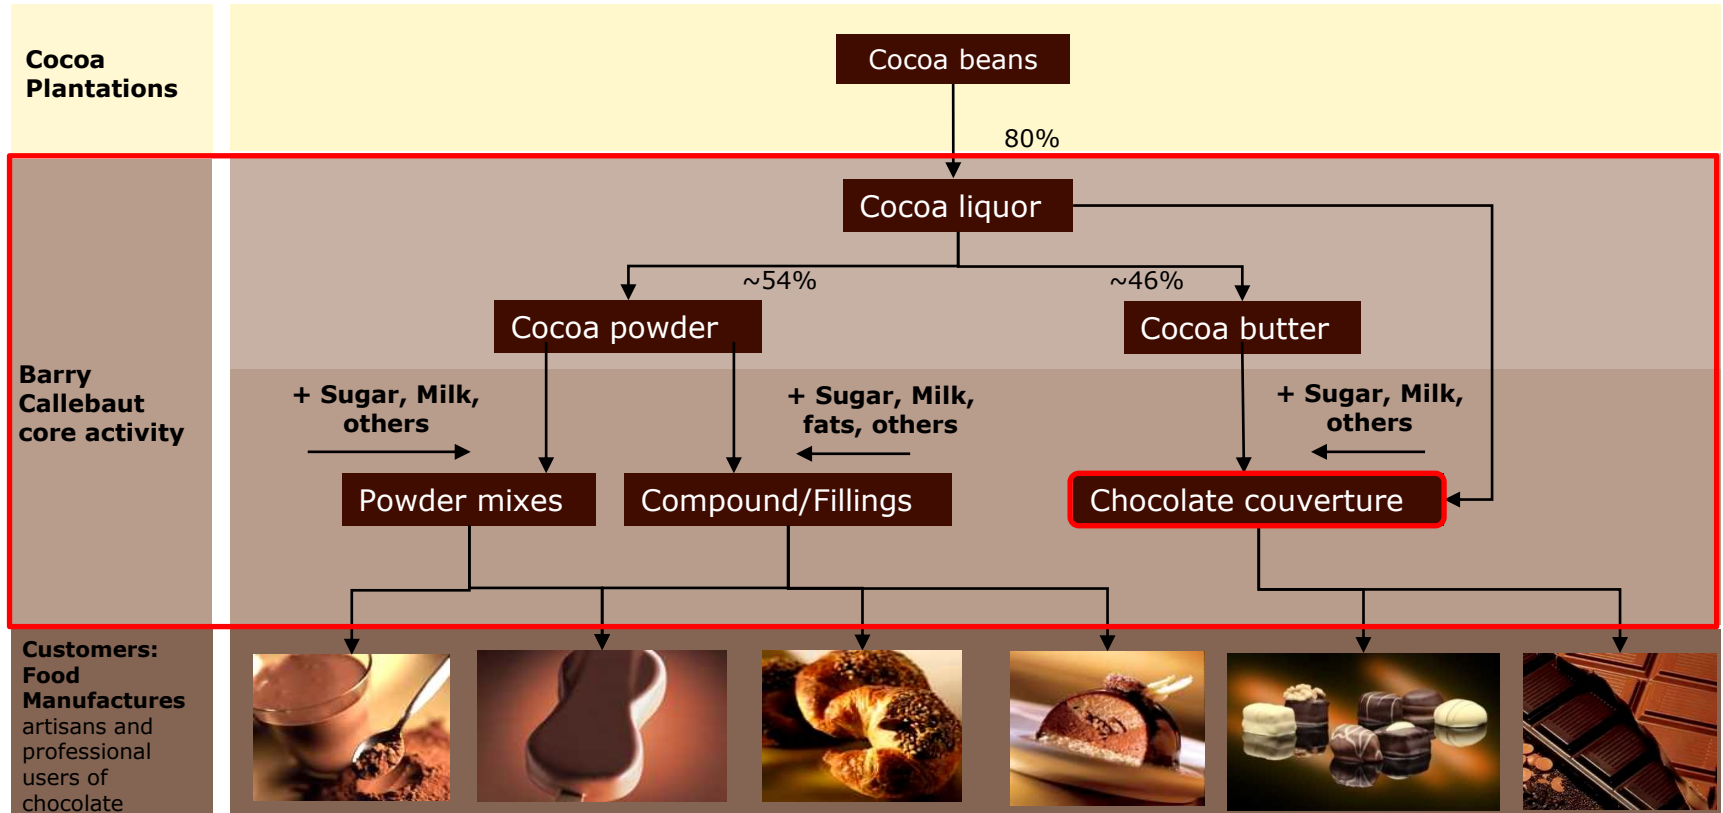 Cocoa
Plantations
Cocoa beans
80%
Cocoa liquor
~54%
~46%
Cocoa powder
Cocoa butter
Barry
Callebaut
core activity
+ Sugar, Milk,
others
+ Sugar, Milk,
fats, others
+ Sugar, Milk,
others
Powder mixes
Compound/Fillings
Chocolate couverture
Customers:
Food
Manufactures
artisans and
professional
users of
chocolate